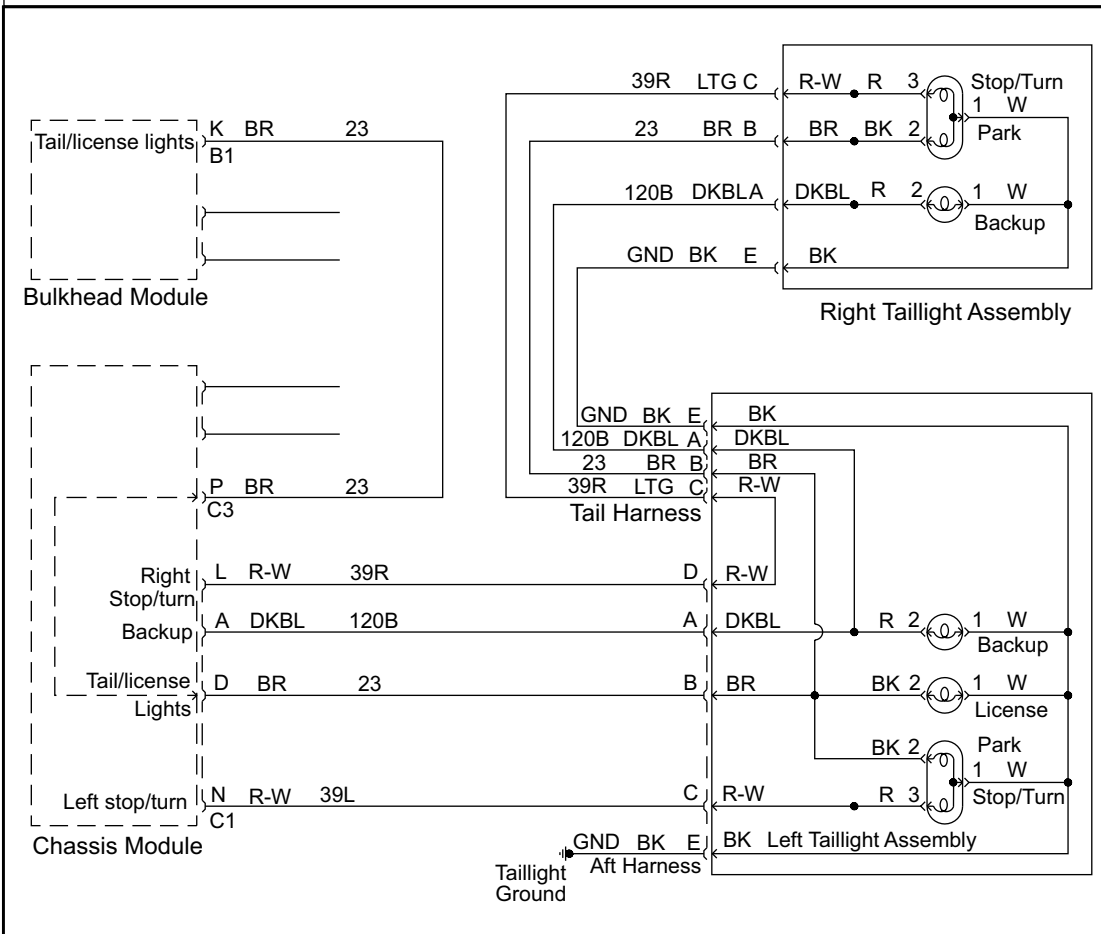 39R LTG C R-W R 3 Stop/Turn
1 W
Tail/license lights K BR 23
B1
23 BR B BR BK 2 Park
120B DKBL A DKBL R 2 1 W
Backup
GND BK E BK
Bulkhead Module
Right Taillight Assembly
GND BK E BK
120B DKBL A DKBL
23 BR B BR
39R LTG C R-W
P BR 23
C3
Tail Harness
Right Stop/turn L R-W 39R D R-W
Backup A DKBL 120B A DKBL R 2 1 W
Backup
Tail/license Lights D BR 23 B BR BK 2 1 W
License
BK 2 Park
1 W
Left stop/turn N R-W 39L C R-W R 3 Stop/Turn
C1
Chassis Module
GND BK E BK Left Taillight Assembly
Taillight Ground
Aft Harness